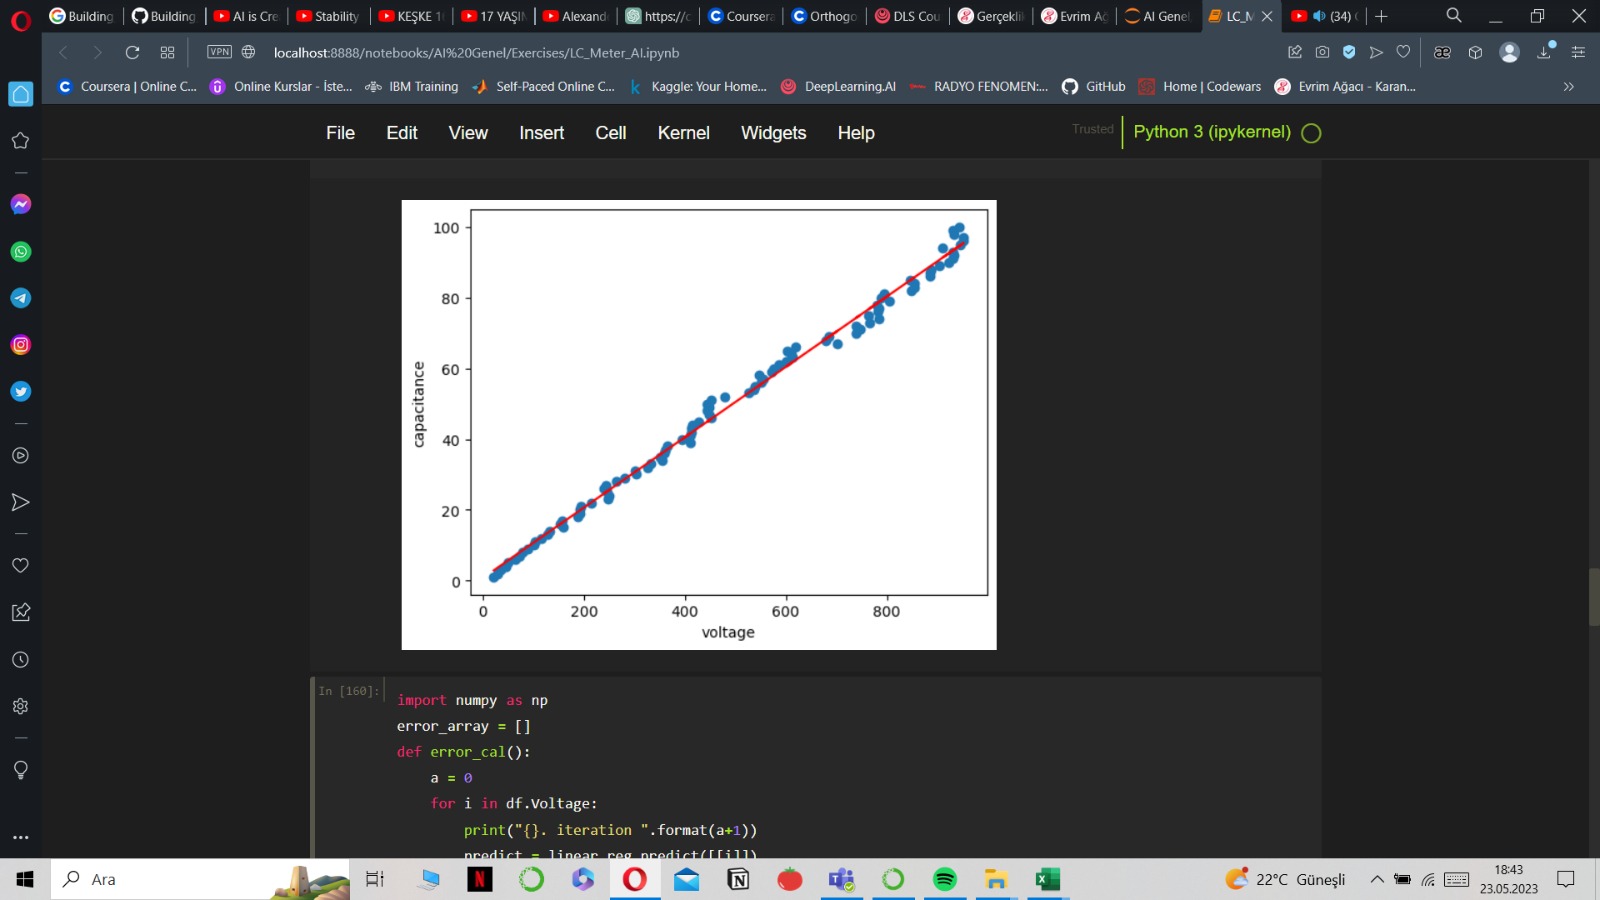 Building
Building
AI is Cre
Stability
KEŞKE 1
17 YAŞIN
Alexand
https://c
Coursera
Orthogo
DLS Cou
Gerçeklik
Evrim Ağ
AI Genel
LC_M
(34)
VPN
localhost:8888/notebooks/AI%20Genel/Exercises/LC_Meter_AI.ipynb
Coursera | Online C...
Online Kurslar - İste...
IBM Training
Self-Paced Online C...
Kaggle: Your Home...
DeepLearning.AI
RADYO FENOMEN:...
GitHub
Home | Codewars
Evrim Ağacı - Karan...
File Edit View Insert Cell Kernel Widgets Help
Trusted
Python 3 (ipykernel)
100
80
60
40
20
0
capacitance
0 200 400 600 800
voltage
In [160]:
import numpy as np
error_array = []
def error_cal():
a = 0
for i in df.Voltage:
print("{}. iteration ".format(a+1))
predict = linear_reg.predict([[i]])
Ara
22°C Güneşli
18:43
23.05.2023